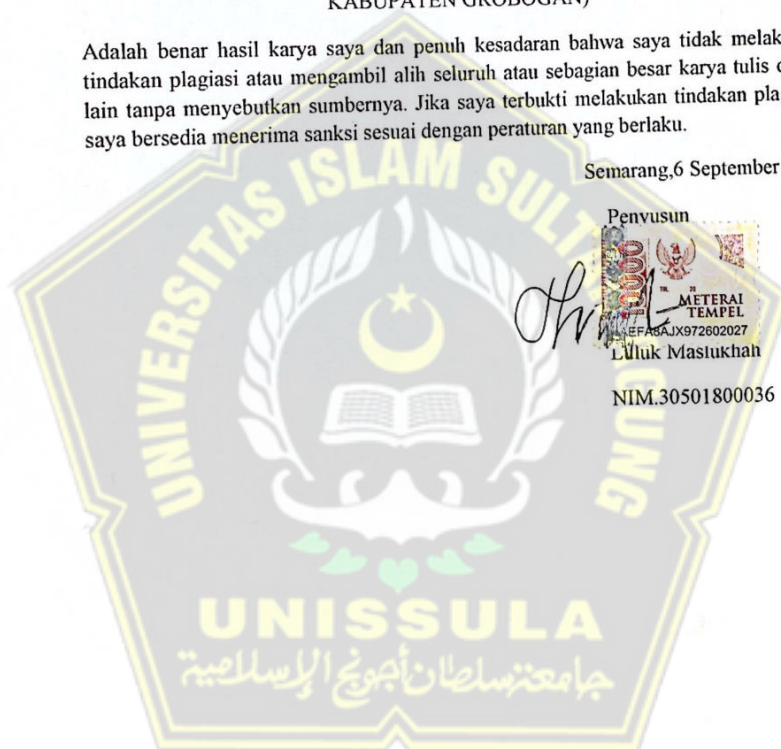 KABUPATEN GROBOGAN)
Adalah benar hasil karya saya dan penuh kesadaran bahwa saya tidak melak
tindakan plagiasi atau mengambil alih seluruh atau sebagian besar karya tulis o
lain tanpa menyebutkan sumbernya. Jika saya terbukti melakukan tindakan pla
saya bersedia menerima sanksi sesuai dengan peraturan yang berlaku.
Semarang,6 September
Penyusun
10000
METERAI
TEMPEL
EFA8AJX972602027
Luluk Maslukhah
NIM.30501800036
UNIVERSITAS ISLAM SULTAN AGUNG
UNISSULA
جامعتسلطان أجونج الإسلامية